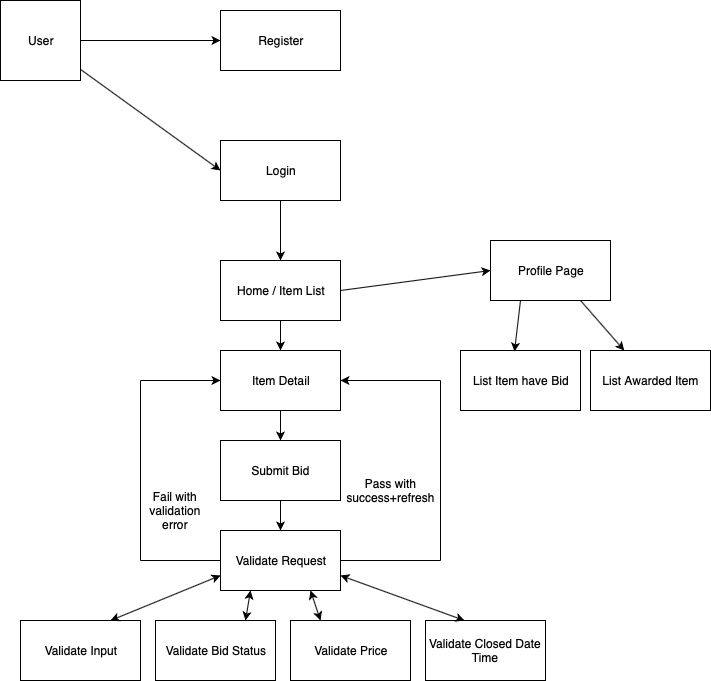 User
Register
Login
Home / Item List
Profile Page
Item Detail
List Item have Bid
List Awarded Item
Submit Bid
Fail with
validation
error
Pass with
success+refresh
Validate Request
Validate Input
Validate Bid Status
Validate Price
Validate Closed Date
Time